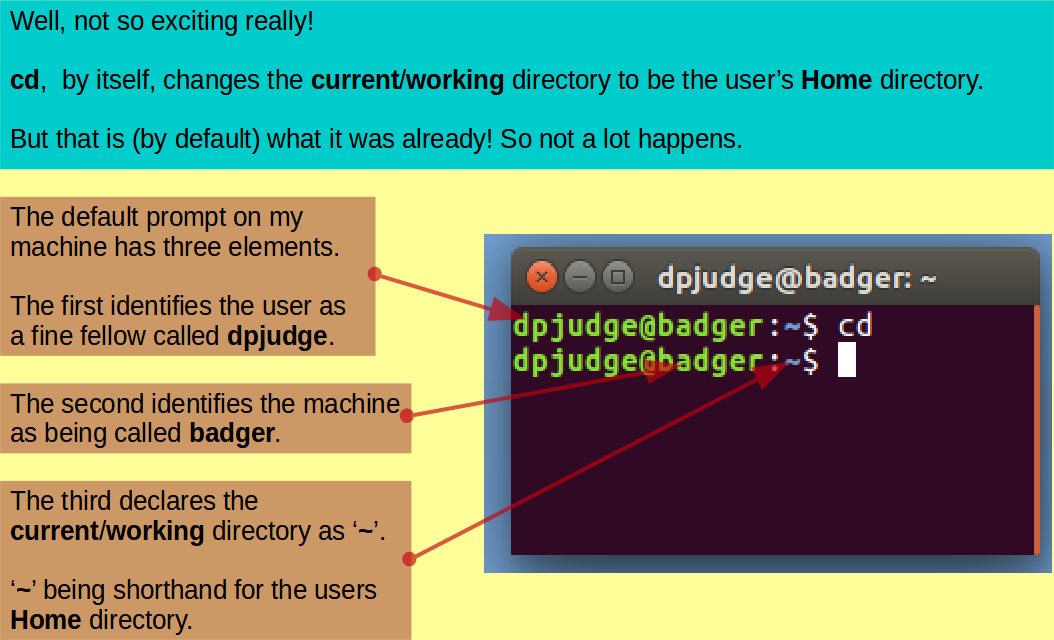 Well, not so exciting really!
cd,  by itself, changes the current/working directory to be the user’s Home directory.
But that is (by default) what it was already! So not a lot happens.
The default prompt on my
machine has three elements.
The first identifies the user as
a fine fellow called dpjudge.
The second identifies the machine
as being called badger.
The third declares the
current/working directory as ‘~’.
‘~’ being shorthand for the users
Home directory.
dpjudge@badger: ~
dpjudge@badger:~$ cd
dpjudge@badger:~$